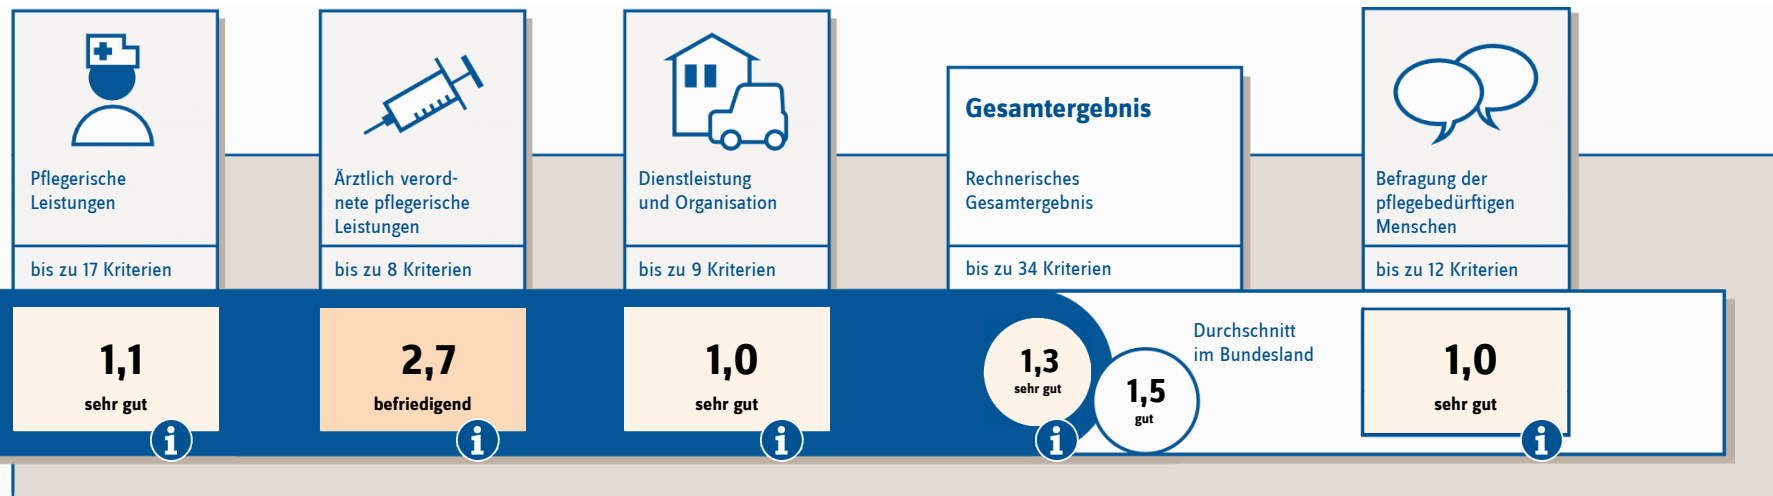 Pflegerische
Leistungen
bis zu 17 Kriterien
1,1
sehr gut
i
Ärztlich verord-
nete pflegerische
Leistungen
bis zu 8 Kriterien
2,7
befriedigend
i
Dienstleistung
und Organisation
bis zu 9 Kriterien
1,0
sehr gut
i
Gesamtergebnis
Rechnerisches
Gesamtergebnis
bis zu 34 Kriterien
1,3
sehr gut
i
1,5
gut
Durchschnitt
im Bundesland
Befragung der
pflegebedürftigen
Menschen
bis zu 12 Kriterien
1,0
sehr gut
i